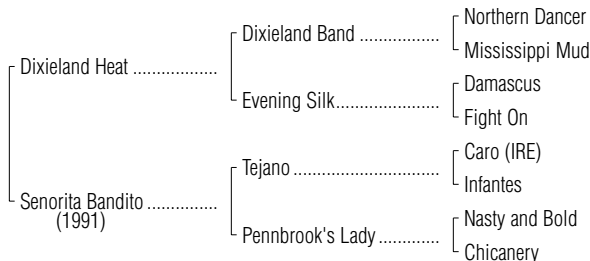 Northern Dancer
Dixieland Band ................
Mississippi Mud
Dixieland Heat .................
Damascus
Evening Silk.....................
Fight On
Caro (IRE)
Tejano .............................
Infantes
Senorita Bandito ..............
(1991)
Nasty and Bold
Pennbrook's Lady ............
Chicanery